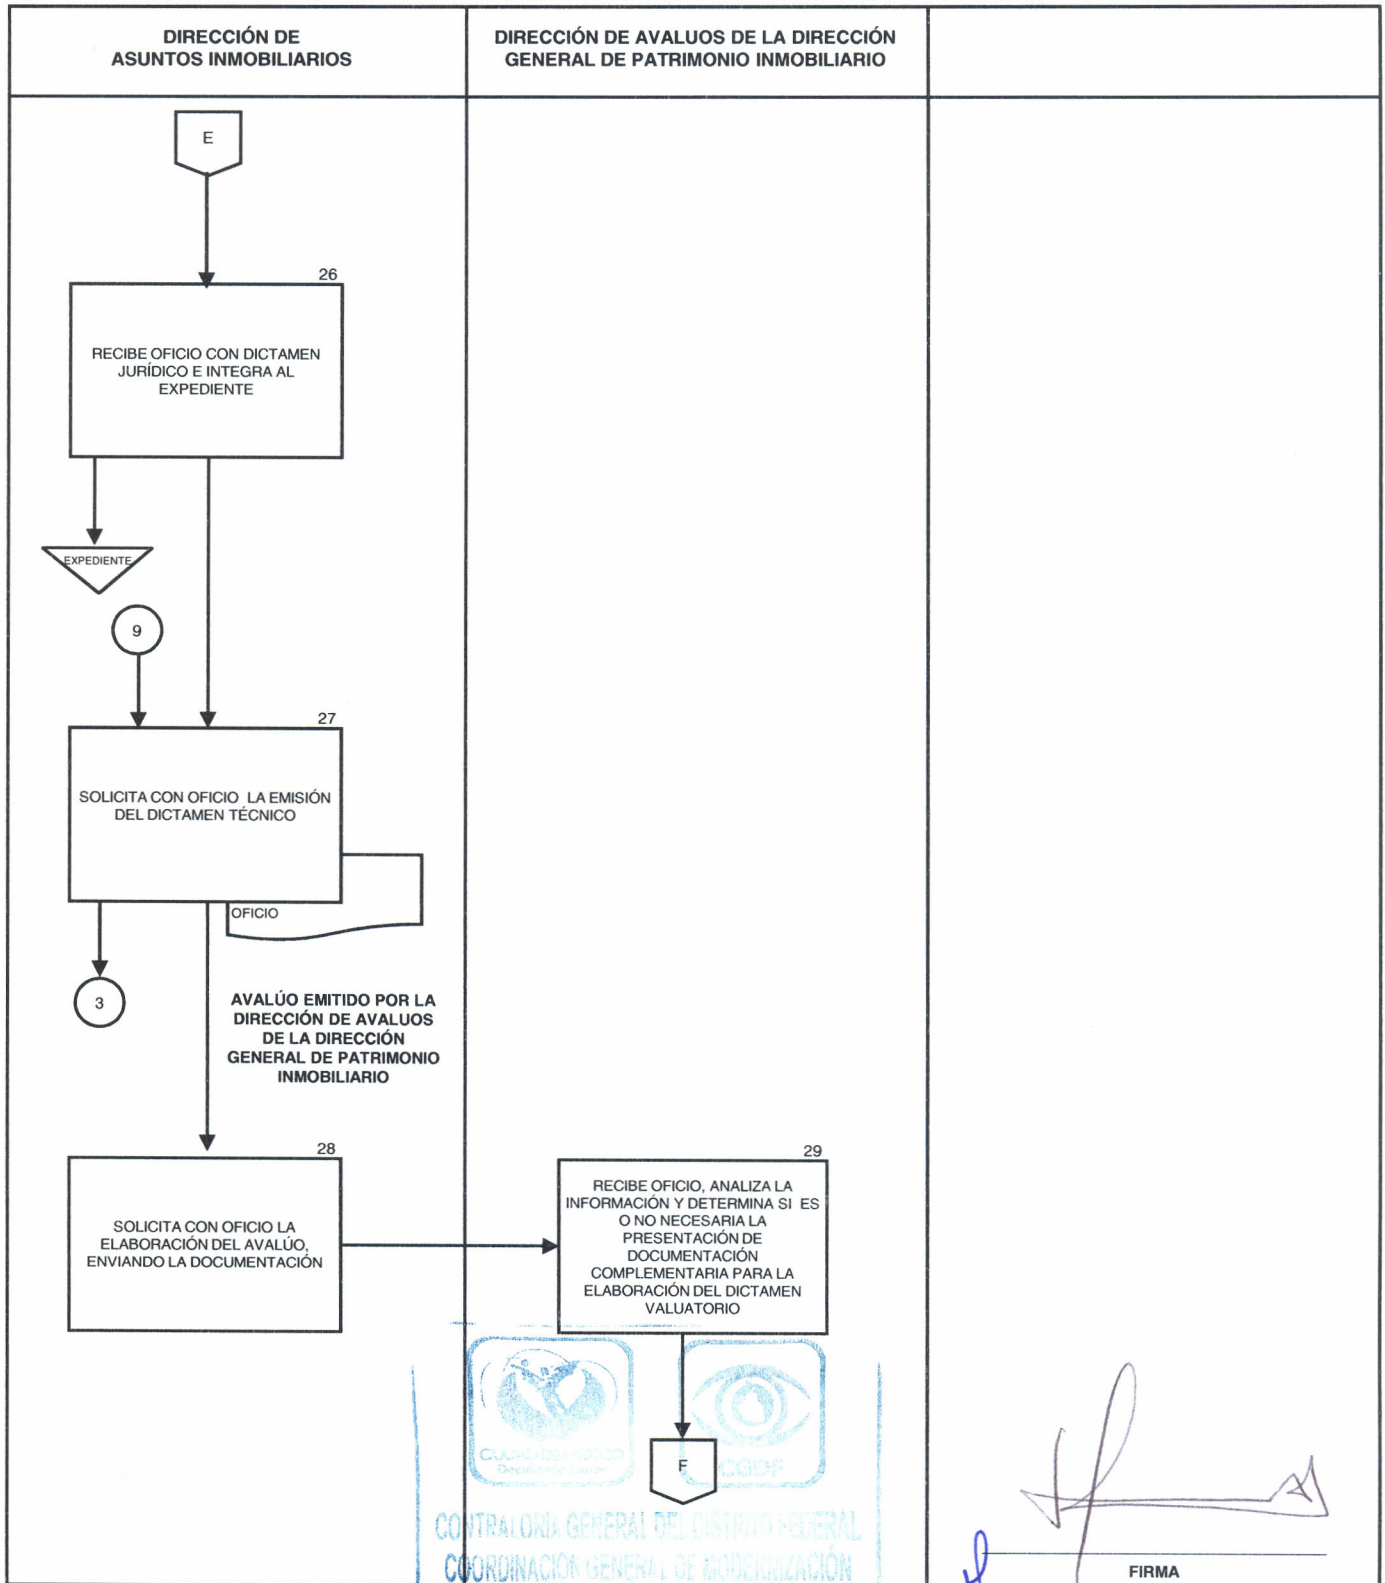 DIRECCIÓN DE
ASUNTOS INMOBILIARIOS
DIRECCIÓN DE AVALUOS DE LA DIRECCIÓN
GENERAL DE PATRIMONIO INMOBILIARIO
E
26
RECIBE OFICIO CON DICTAMEN
JURÍDICO E INTEGRA AL
EXPEDIENTE
EXPEDIENTE
9
27
SOLICITA CON OFICIO LA EMISIÓN
DEL DICTAMEN TÉCNICO
OFICIO
3
AVALÚO EMITIDO POR LA
DIRECCIÓN DE AVALUOS
DE LA DIRECCIÓN
GENERAL DE PATRIMONIO
INMOBILIARIO
28
SOLICITA CON OFICIO LA
ELABORACIÓN DEL AVALÚO,
ENVIANDO LA DOCUMENTACIÓN
29
RECIBE OFICIO, ANALIZA LA
INFORMACIÓN Y DETERMINA SI ES
O NO NECESARIA LA
PRESENTACIÓN DE
DOCUMENTACIÓN
COMPLEMENTARIA PARA LA
ELABORACIÓN DEL DICTAMEN
VALUATORIO
F
CGDF
CONTRALORÍA GENERAL DEL DISTRITO FEDERAL
COORDINACIÓN GENERAL DE MODERNIZACIÓN
FIRMA